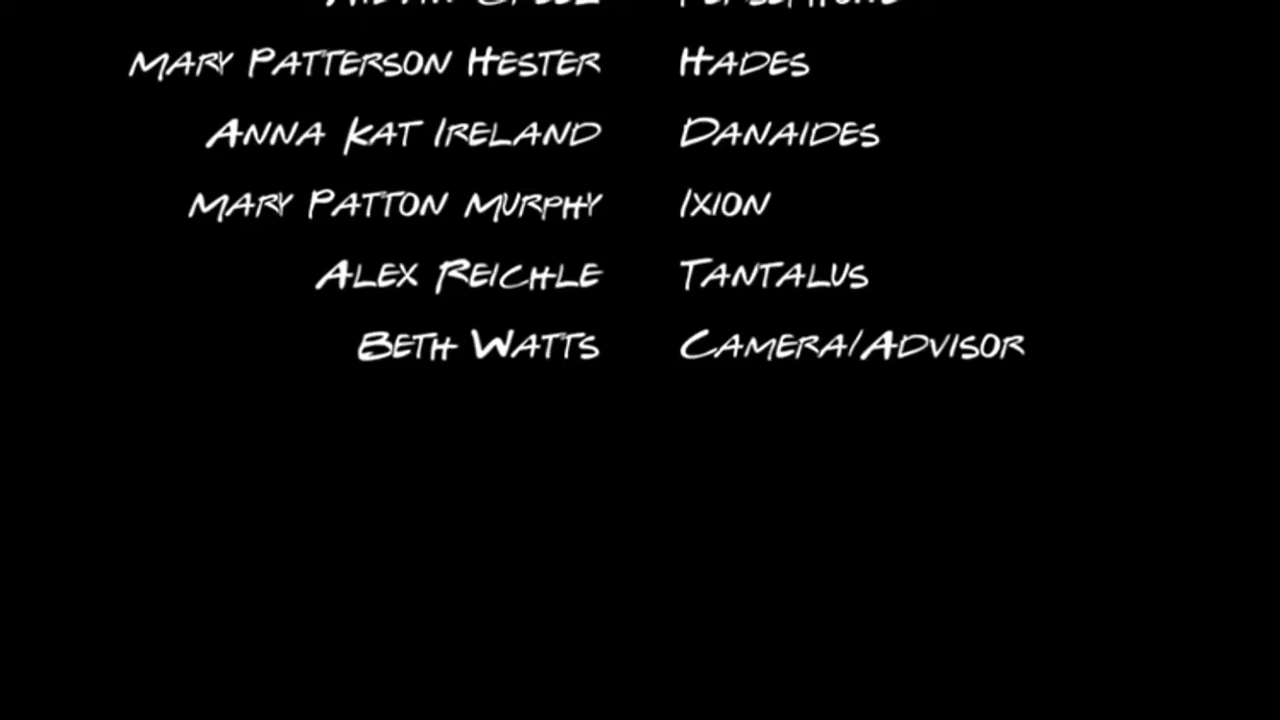 Mary Patterson Hester Hades
Anna Kat Ireland Danaides
Mary Patton Murphy Ixion
Alex Reichle Tantalus
Beth Watts Camera/Advisor